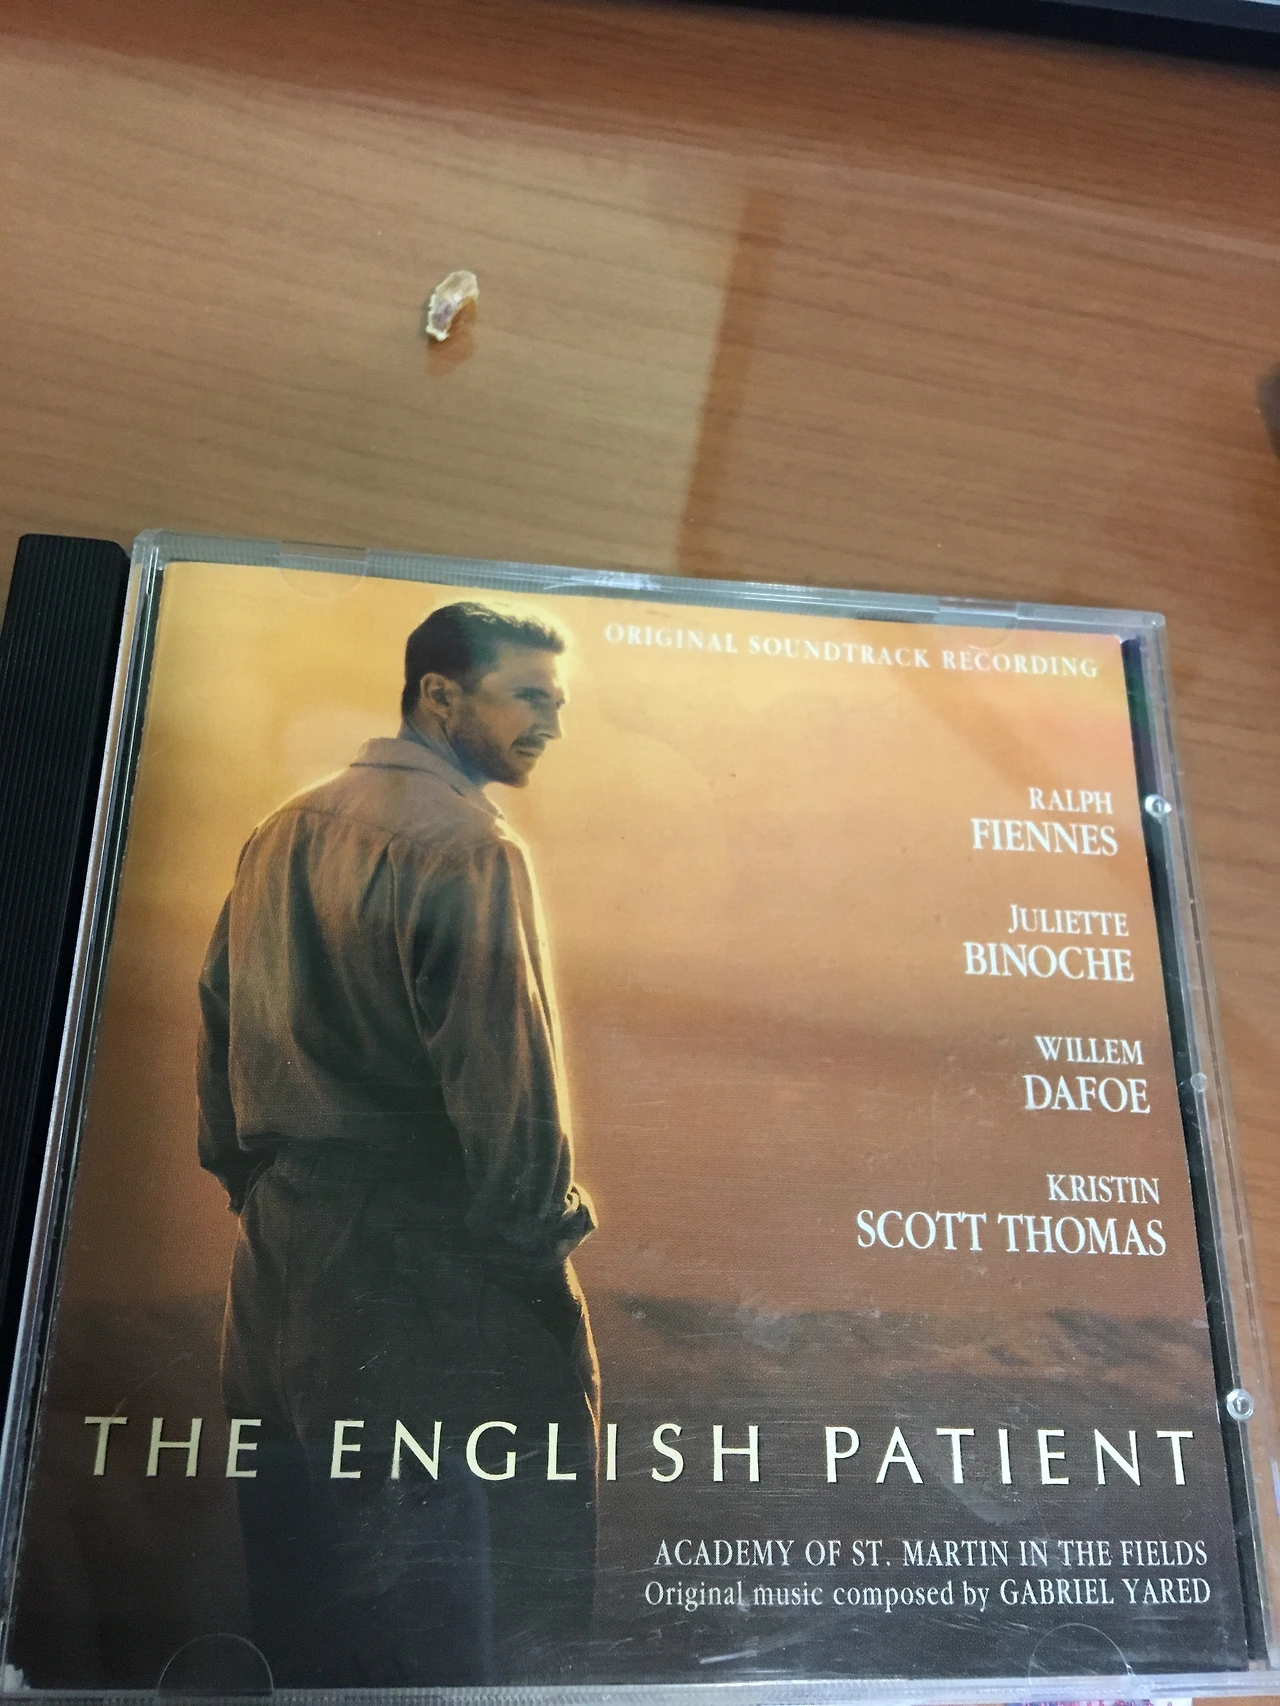 ORIGINAL SOUNDTRACK RECORDING
RALPH
FIENNES
JULIETTE
BINOCHE
WILLEM
DAFOE
KRISTIN
SCOTT THOMAS
THE ENGLISH PATIENT
ACADEMY OF ST. MARTIN IN THE FIELDS
Original music composed by GABRIEL YARED